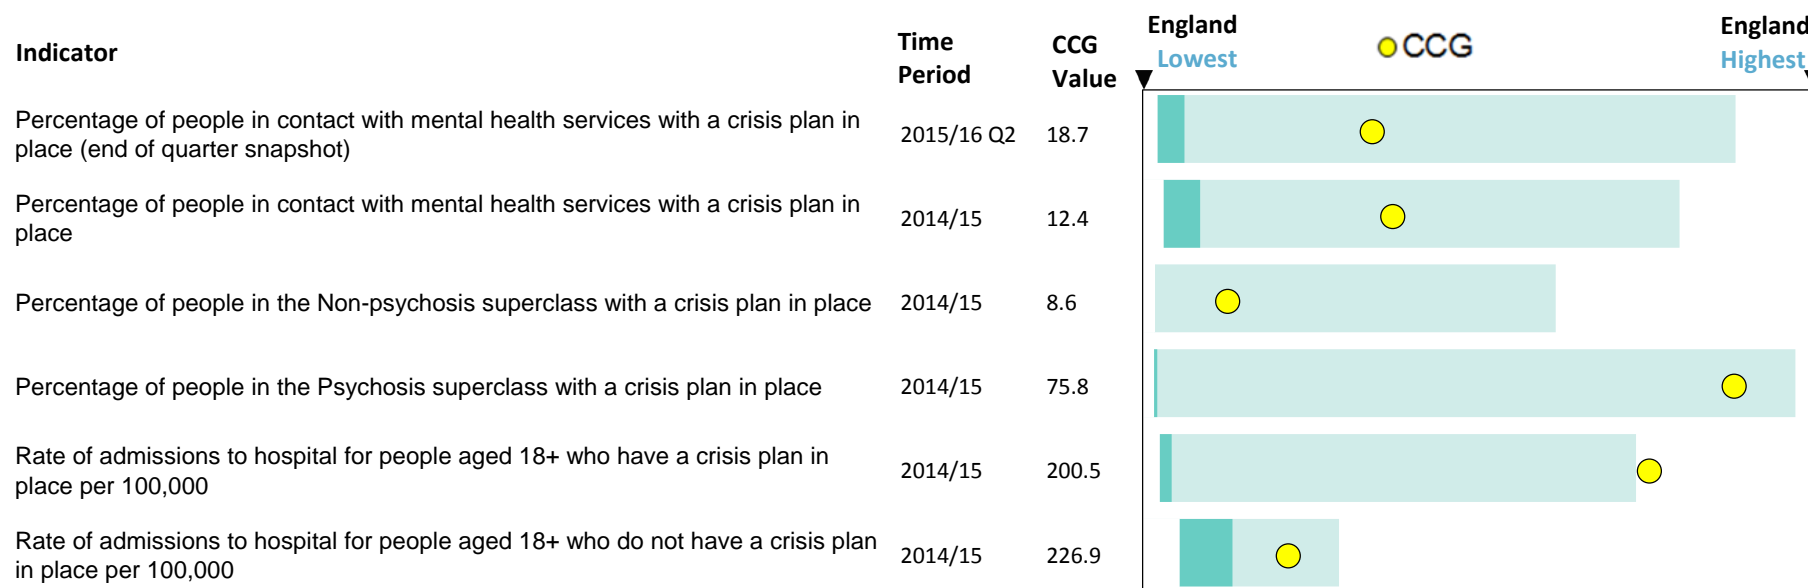 Indicator
Time Period
CCG Value
England Lowest
CCG
England Highest
Percentage of people in contact with mental health services with a crisis plan in
place (end of quarter snapshot)
2015/16 Q2
18.7
Percentage of people in contact with mental health services with a crisis plan in
place
2014/15
12.4
Percentage of people in the Non-psychosis superclass with a crisis plan in place
2014/15
8.6
Percentage of people in the Psychosis superclass with a crisis plan in place
2014/15
75.8
Rate of admissions to hospital for people aged 18+ who have a crisis plan in
place per 100,000
2014/15
200.5
Rate of admissions to hospital for people aged 18+ who do not have a crisis plan
in place per 100,000
2014/15
226.9